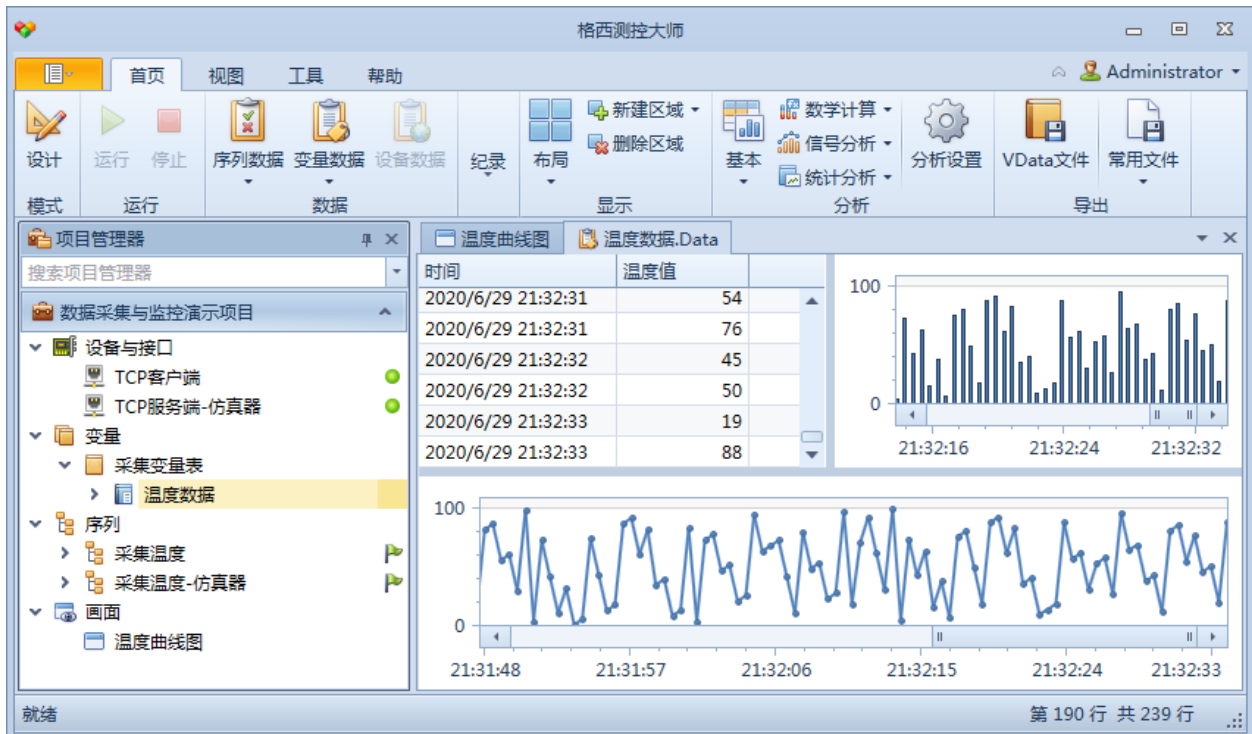 格西测控大师
首页 视图 工具 帮助 Administrator
新建区域 数学计算
删除区域 信号分析
设计 运行 停止 序列数据 变量数据 设备数据 纪录 布局 基本 统计分析 分析设置 VData文件 常用文件
模式 运行 数据 显示 分析 导出
项目管理器
搜索项目管理器
数据采集与监控演示项目
设备与接口
TCP客户端
TCP服务端-仿真器
变量
采集变量表
温度数据
序列
采集温度
采集温度-仿真器
画面
温度曲线图
温度曲线图 温度数据.Data
时间 温度值
2020/6/29 21:32:31 54
2020/6/29 21:32:31 76
2020/6/29 21:32:32 45
2020/6/29 21:32:32 50
2020/6/29 21:32:33 19
2020/6/29 21:32:33 88
100
0
21:32:16 21:32:24 21:32:32
100
0
21:31:48 21:31:57 21:32:06 21:32:15 21:32:24 21:32:33
就绪 第 190 行 共 239 行